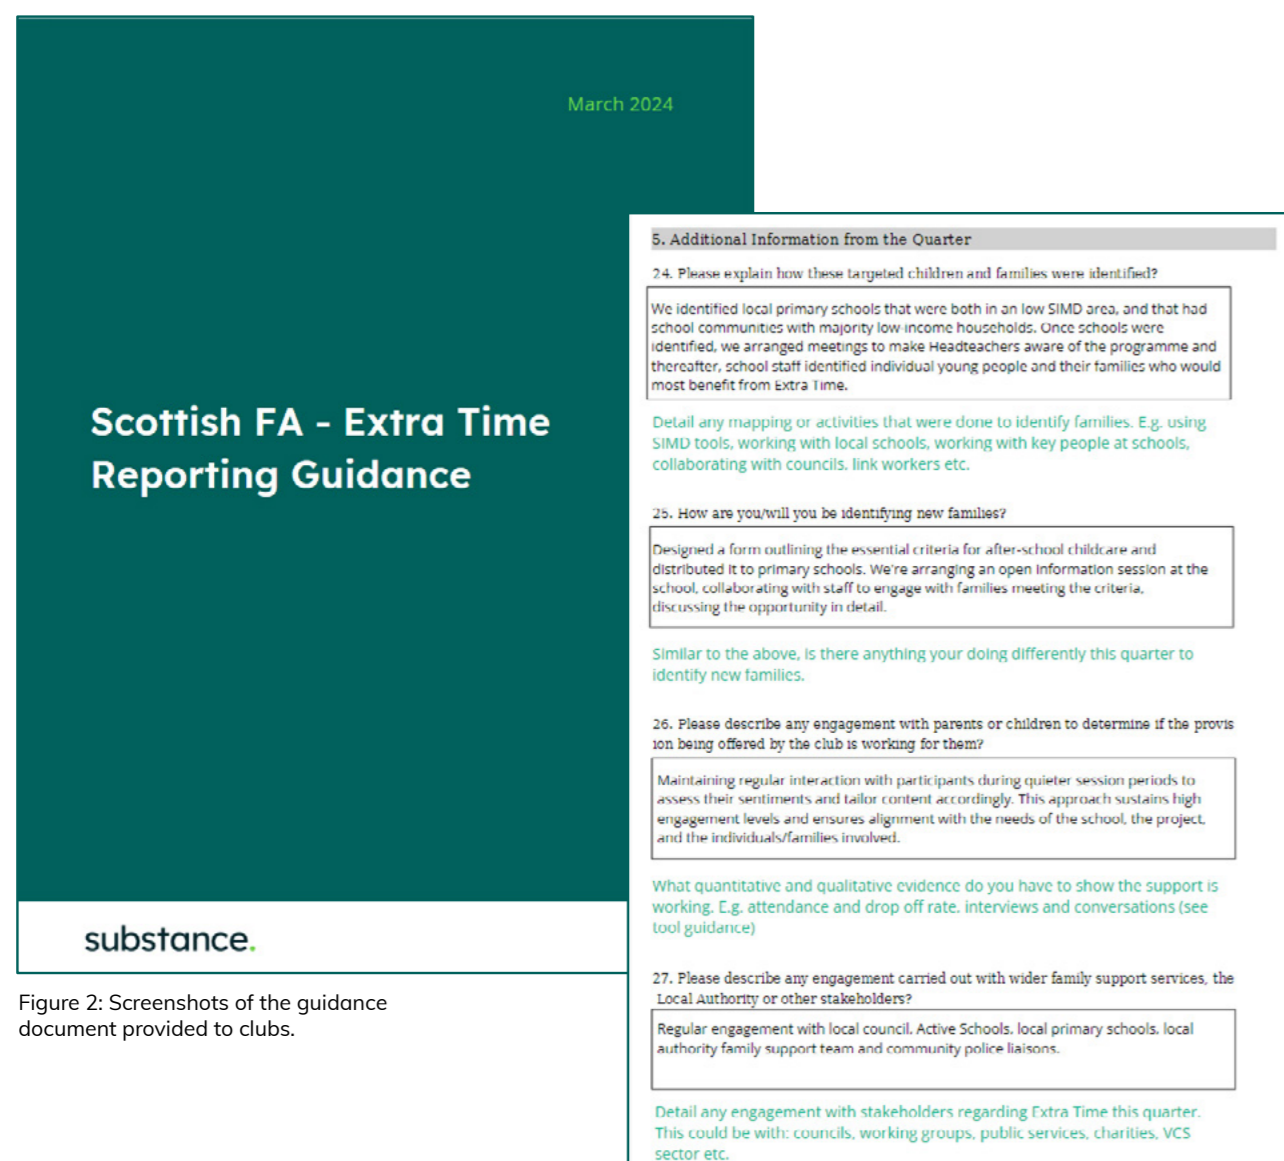 March 2024
Scottish FA - Extra Time
Reporting Guidance
substance.
Figure 2: Screenshots of the guidance
document provided to clubs.
5. Additional Information from the Quarter
24. Please explain how these targeted children and families were identified?
We identified local primary schools that were both in an low SIMD area, and that had
school communities with majority low-income households. Once schools were
identified, we arranged meetings to make Headteachers aware of the programme and
thereafter, school staff identified individual young people and their families who would
most benefit from Extra Time.
Detail any mapping or activities that were done to identify families. E.g. using
SIMD tools, working with local schools, working with key people at schools,
collaborating with councils. link workers etc.
25. How are you/will you be identifying new families?
Designed a form outlining the essential criteria for after-school childcare and
distributed it to primary schools. We're arranging an open information session at the
school, collaborating with staff to engage with families meeting the criteria,
discussing the opportunity in detail.
Similar to the above, is there anything your doing differently this quarter to
identify new families.
26. Please describe any engagement with parents or children to determine if the provis
ion being offered by the club is working for them?
Maintaining regular interaction with participants during quieter session periods to
assess their sentiments and tailor content accordingly. This approach sustains high
engagement levels and ensures alignment with the needs of the school, the project,
and the individuals/families involved.
What quantitative and qualitative evidence do you have to show the support is
working. E.g. attendance and drop off rate. interviews and conversations (see
tool guidance)
27. Please describe any engagement carried out with wider family support services, the
Local Authority or other stakeholders?
Regular engagement with local council. Active Schools. local primary schools. local
authority family support team and community police liaisons.
Detail any engagement with stakeholders regarding Extra Time this quarter.
This could be with: councils, working groups, public services, charities, VCS
sector etc.